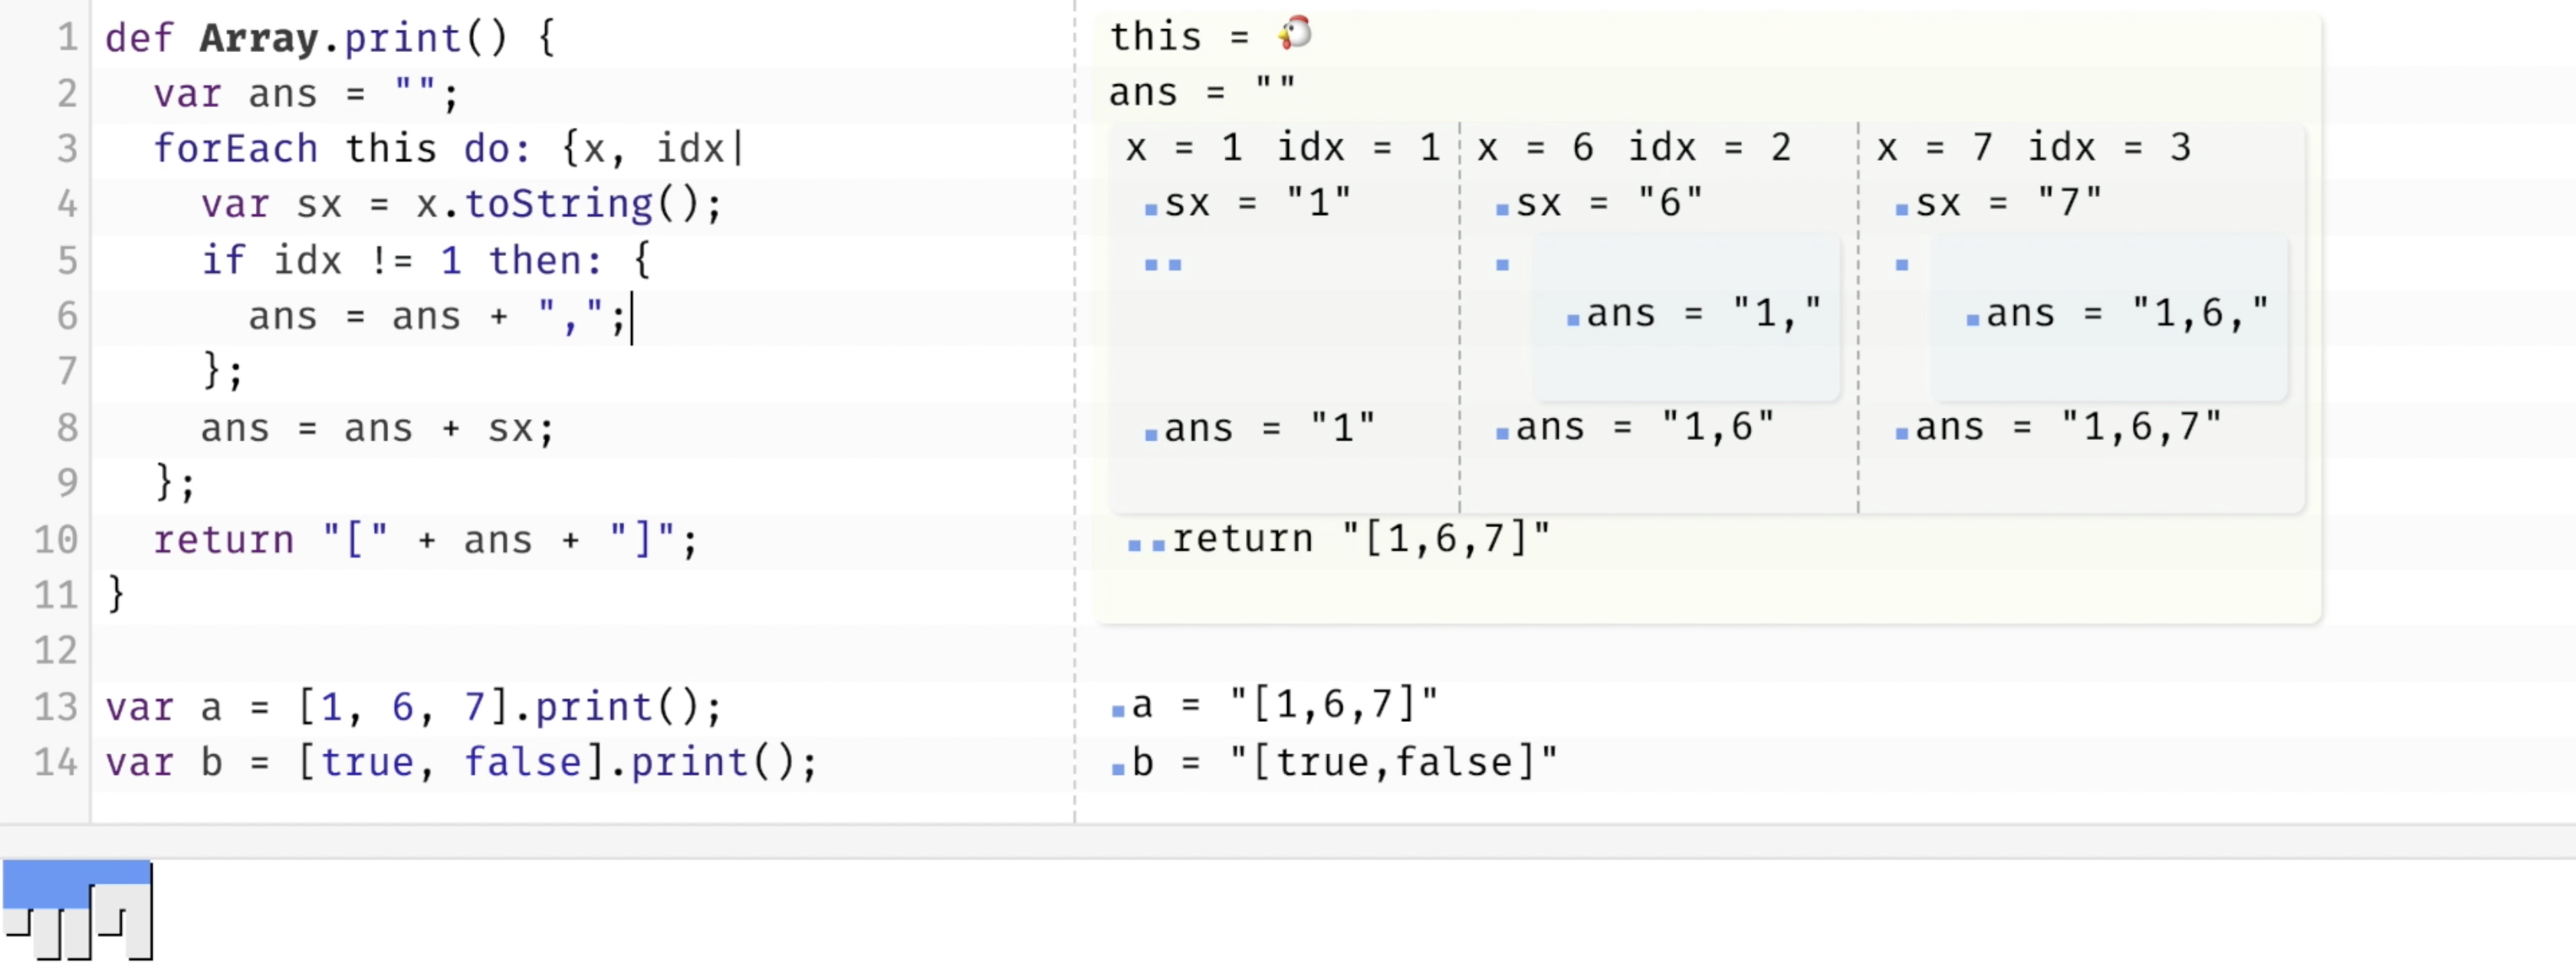 1 def Array.print() {
2 var ans = "";
3 forEach this do: {x, idx|
4 var sx = x.toString();
5 if idx != 1 then: {
6 ans = ans + ",";
7 };
8 ans = ans + sx;
9 };
10 return "[" + ans + "]";
11 }
12
13 var a = [1, 6, 7].print();
14 var b = [true, false].print();
this = 🐔
ans = ""
x = 1 idx = 1
sx = "1"
ans = "1"
x = 6 idx = 2
sx = "6"
ans = "1,"
ans = "1,6"
x = 7 idx = 3
sx = "7"
ans = "1,6,"
ans = "1,6,7"
return "[1,6,7]"
a = "[1,6,7]"
b = "[true,false]"